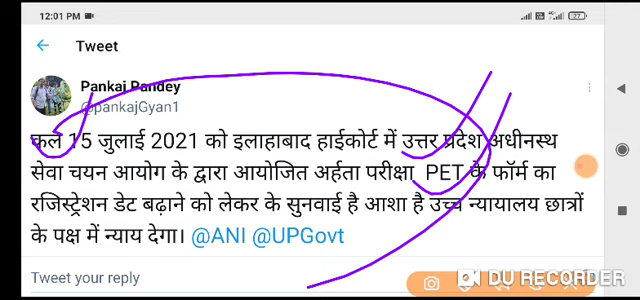 12:01 PM
27
Tweet
Pankaj Pandey
@pankajGyan1
कल 15 जुलाई 2021 को इलाहाबाद हाईकोर्ट में उत्तर प्रदेश अधीनस्थ
सेवा चयन आयोग के द्वारा आयोजित अर्हता परीक्षा PET के फॉर्म का
रजिस्ट्रेशन डेट बढ़ाने को लेकर के सुनवाई है आशा है उच्च न्यायालय छात्रों
के पक्ष में न्याय देगा। @ANI @UPGovt
Tweet your reply
DU RECORDER